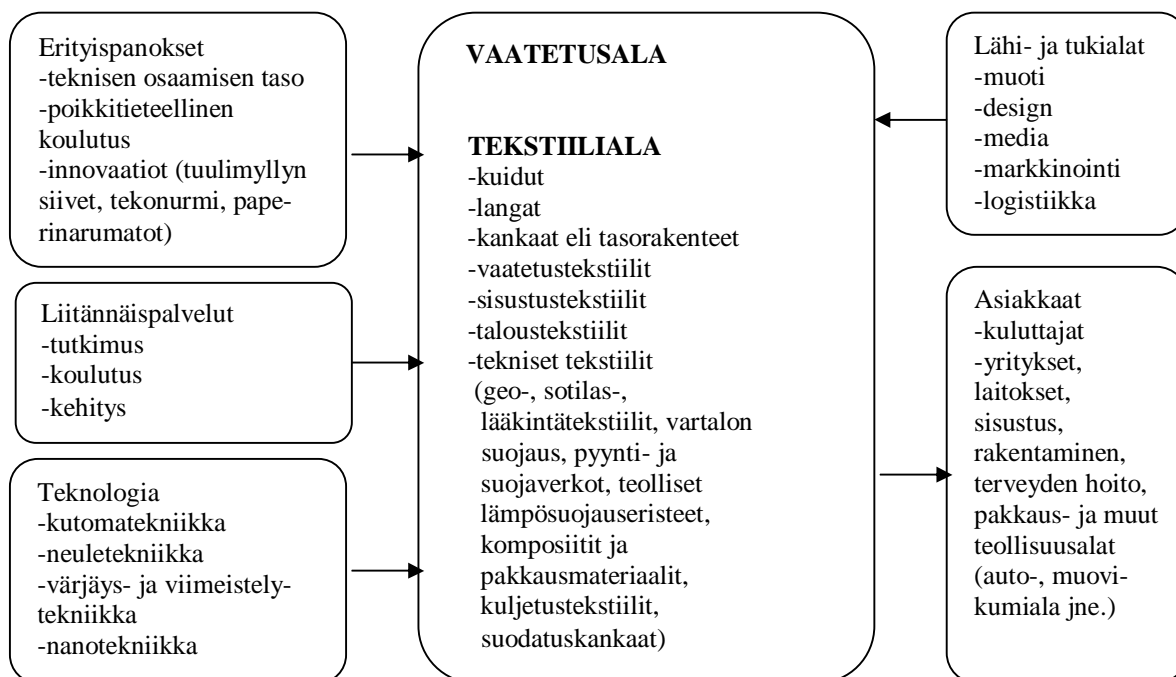 Erityispanokset
-teknisen osaamisen taso
-poikkitieteellinen
koulutus
-innovaatiot (tuulimyllyn
siivet, tekonurmi, pape-
rinarumatot)
Liitännäispalvelut
-tutkimus
-koulutus
-kehitys
Teknologia
-kutomatekniikka
-neuletekniikka
-värjäys- ja viimeistely-
tekniikka
-nanotekniikka
VAATETUSALA
TEKSTIILIALA
-kuidut
-langat
-kankaat eli tasorakenteet
-vaatetustekstiilit
-sisustustekstiilit
-taloustekstiilit
-tekniset tekstiilit
(geo-, sotilas-,
lääkintätekstiilit, vartalon
suojaus, pyynti- ja
suojaverkot, teolliset
lämpösuojauseristeet,
komposiitit ja
pakkausmateriaalit,
kuljetustekstiilit,
suodatuskankaat)
Lähi- ja tukialat
-muoti
-design
-media
-markkinointi
-logistiikka
Asiakkaat
-kuluttajat
-yritykset,
laitokset,
sisustus,
rakentaminen,
terveyden hoito,
pakkaus- ja muut
teollisuusalat
(auto-, muovi-
kumiala jne.)